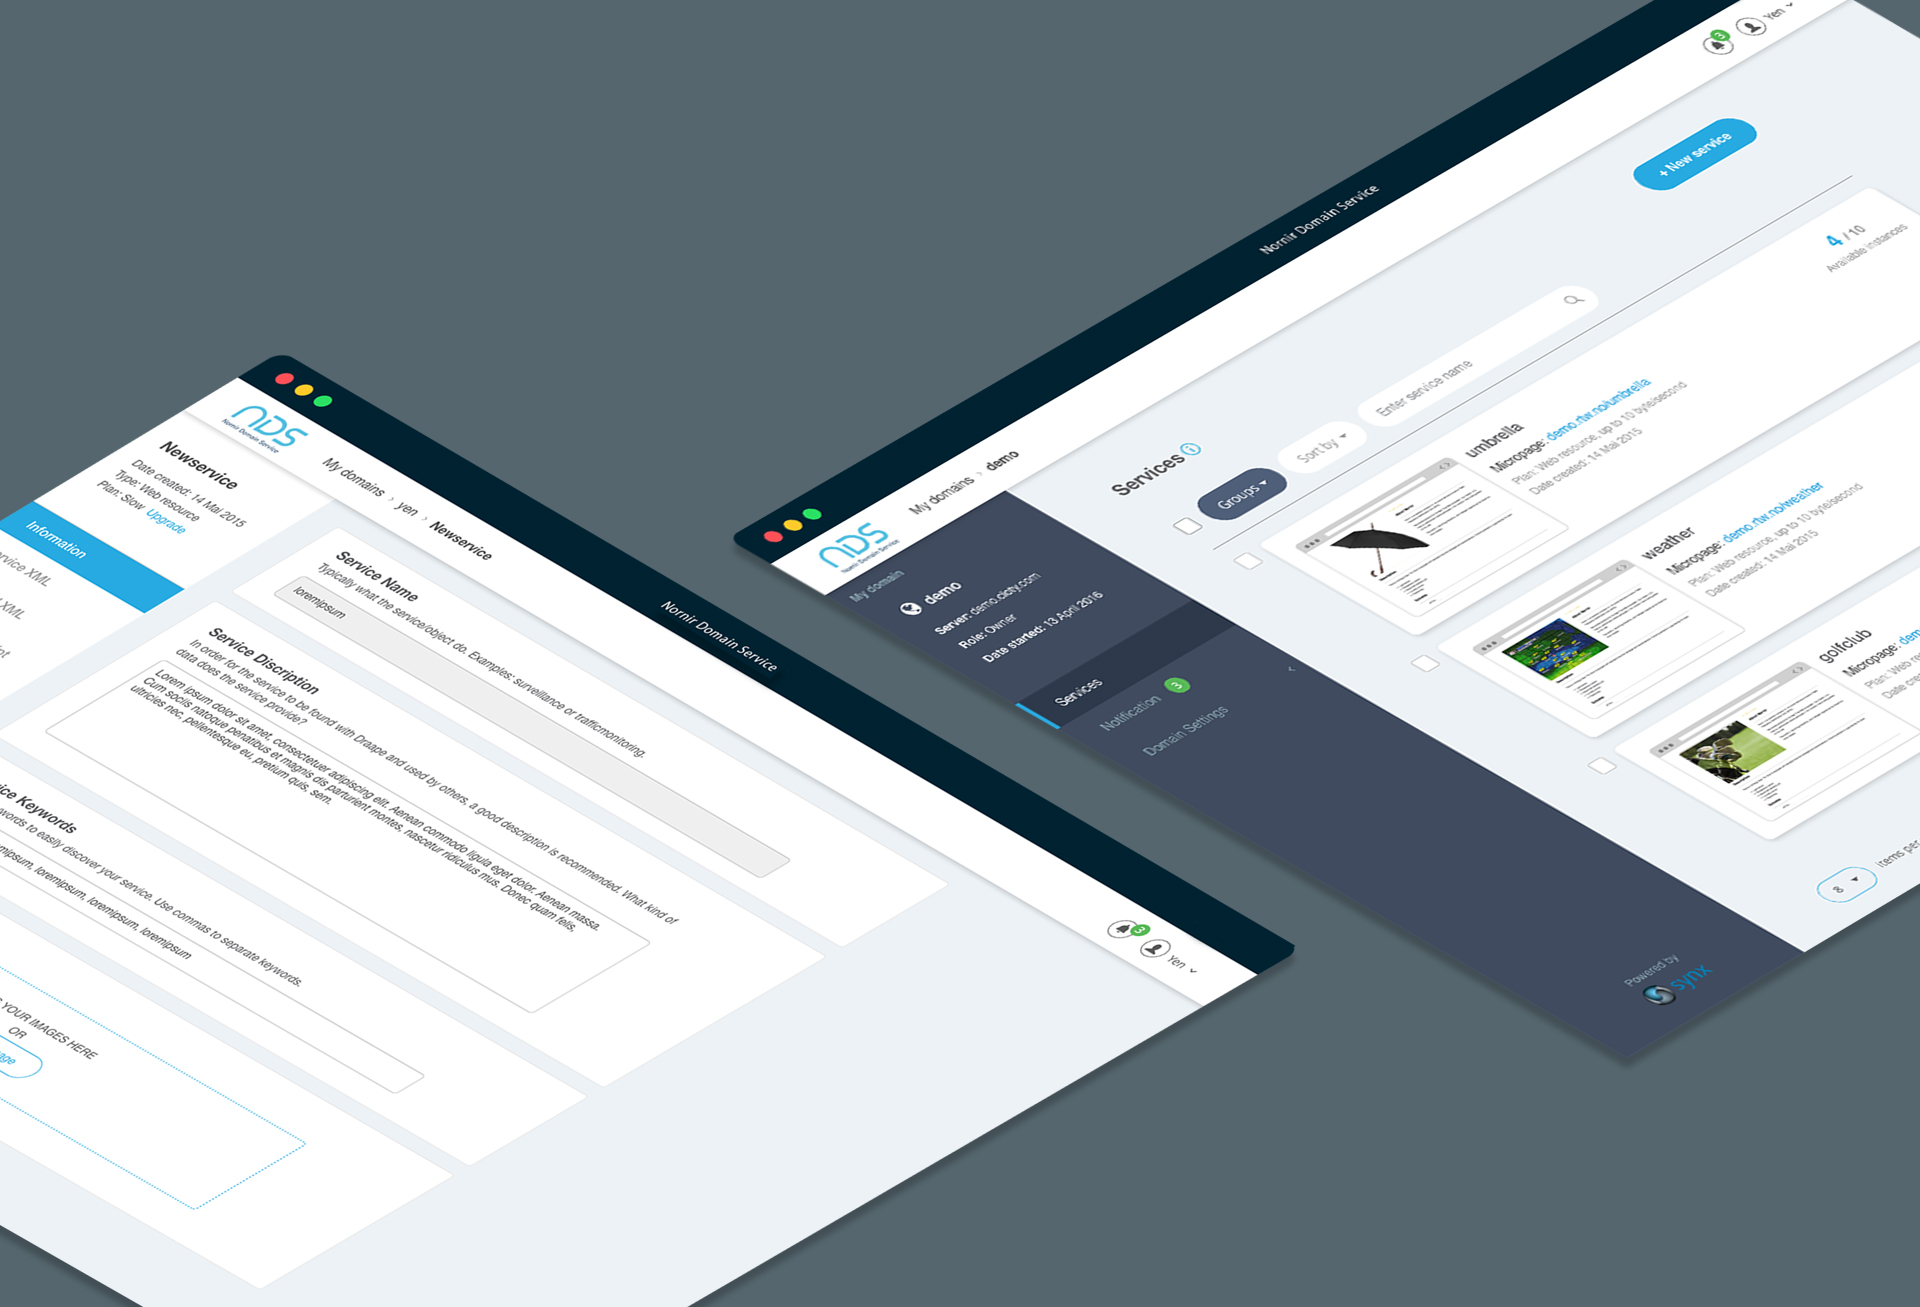 NDS
Nornir Domain Service
My domains › yen › Newservice
Nornir Domain Service
3
Yen
Newservice
Date created: 14 Mai 2015
Type: Web resource
Plan: Slow Upgrade
Information
XML
XML
Service Name
Typically what the service/object do. Examples: surveillance or trafficmonitoring.
loremipsum
Service Discription
In order for the service to be found with Draape and used by others, a good description is recommended. What kind of
data does the service provide?
Lorem ipsum dolor sit amet, consectetuer adipiscing elit. Aenean commodo ligula eget dolor. Aenean massa.
Cum sociis natoque penatibus et magnis dis parturient montes, nascetur ridiculus mus. Donec quam felis,
ultricies nec, pellentesque eu, pretium quis, sem.
Keywords
to easily discover your service. Use commas to separate keywords.
loremipsum, loremipsum, loremipsum
YOUR IMAGES HERE
OR
Nornir Domain Service
NDS
Nornir Domain Service
My domains › demo
3
Yen
My domain
demo
Server: demo.cicty.com
Role: Owner
Date started: 13 April 2016
Services
Notification 3
Domain Settings
Powered by
synx
Services
+ New service
Groups
Sort by
Enter service name
4 / 10
Available instances
umbrella
Micropage: demo.rtw.no/umbrella
Plan: Web resource, up to 10 byte/second
Date created: 14 Mai 2015
weather
Micropage: demo.rtw.no/weather
Plan: Web resource, up to 10 byte/second
Date created: 14 Mai 2015
golfclub
Micropage:
Plan: Web
Date
8
items per